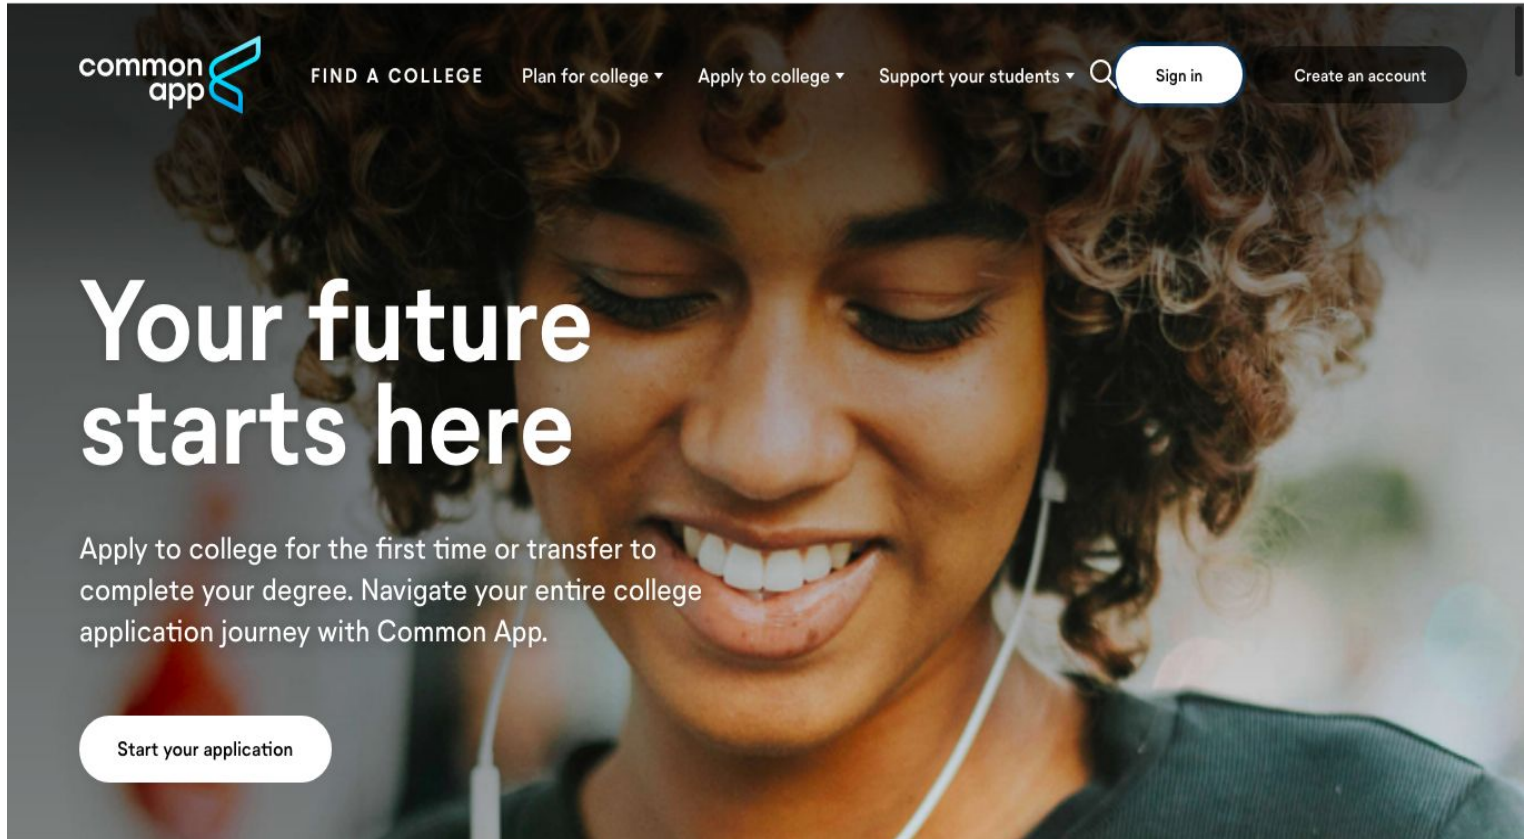 common
app
FIND A COLLEGE
Plan for college
Apply to college
Support your students
Sign in
Create an account
Your future
starts here
Apply to college for the first time or transfer to
complete your degree. Navigate your entire college
application journey with Common App.
Start your application